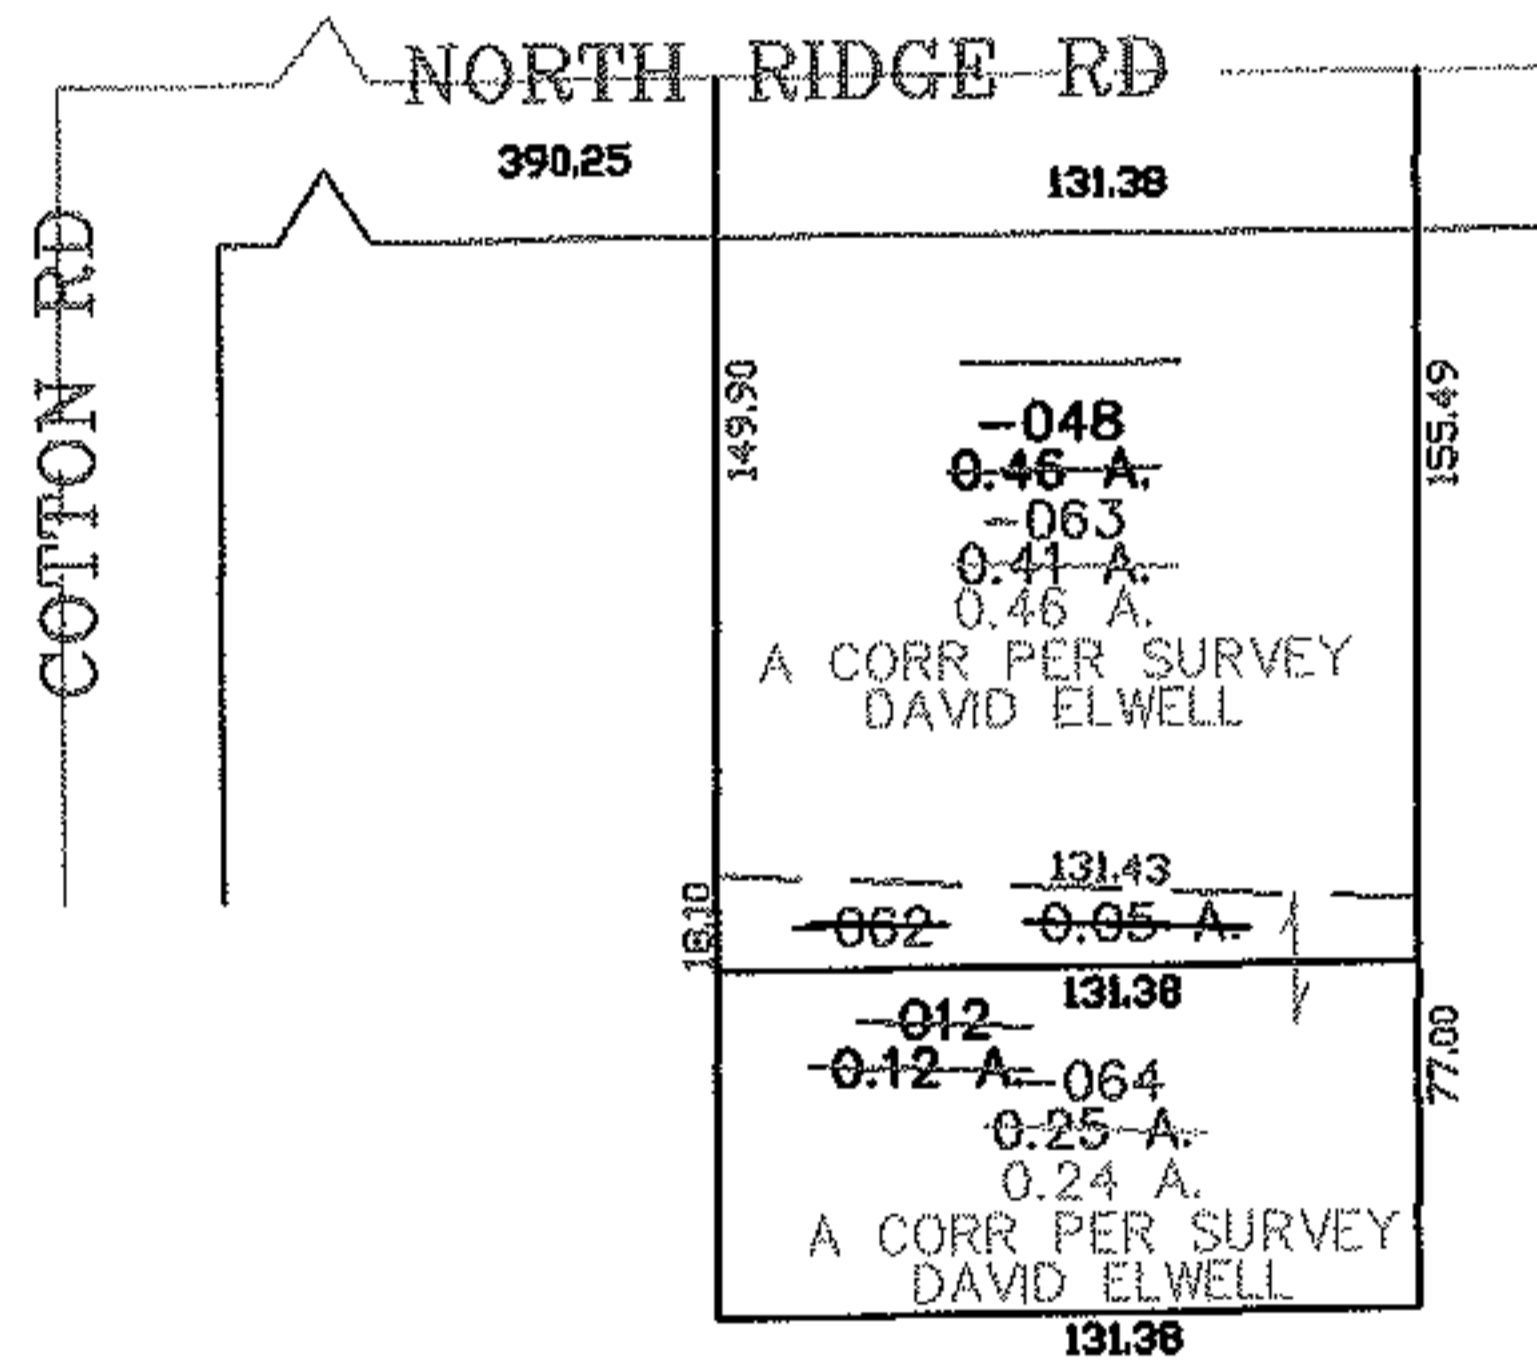 NORTH RIDGE RD
390.25
131.38
COTTON RD
149.90
155.49
-048
0.46 A.
-063
0.41 A.
0.46 A.
A CORR PER SURVEY
DAVID ELWELL
131.43
18.10
062 0.05 A.
131.38
-012
0.12 A.
-064
77.00
0.25 A.
0.24 A.
A CORR PER SURVEY
DAVID ELWELL
131.38